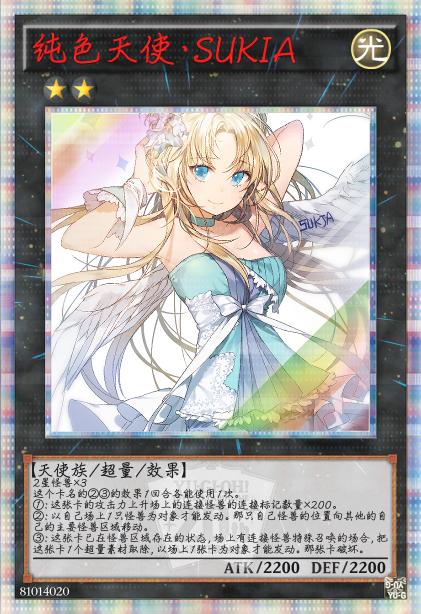 纯色天使·SUKIA
光
SUKIA
【天使族/超量/效果】
2星怪兽×3
这个卡名的②③的效果1回合各能使用1次。
①：这张卡的攻击力上升场上的连接怪兽的连接标记数量×200。
②：以自己场上1只怪兽为对象才能发动。那只自己怪兽的位置向其他的自
己的主要怪兽区域移动。
③：这张卡已在怪兽区域存在的状态，场上有连接怪兽特殊召唤的场合，把
这张卡1个超量素材取除，以场上1张卡为对象才能发动。那张卡破坏。
ATK/2200 DEF/2200
81014020